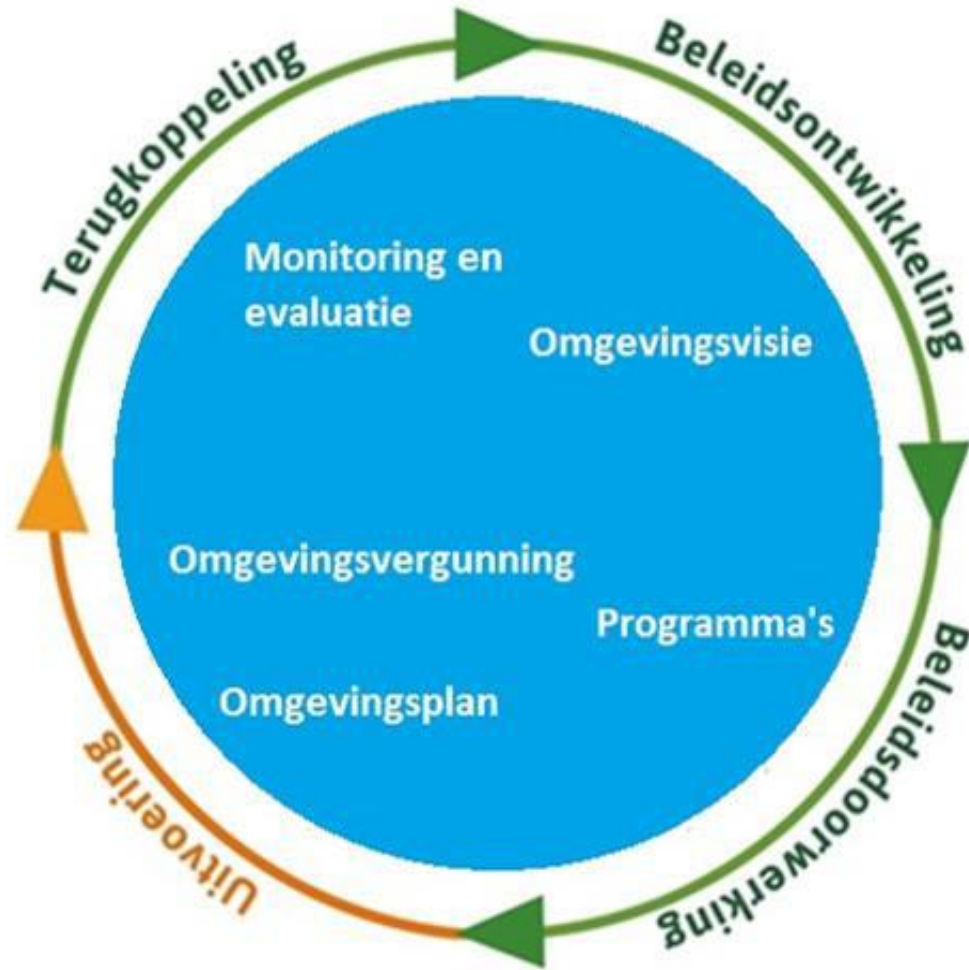 Terugkoppeling
Beleidsontwikkeling
Monitoring en
evaluatie
Omgevingsvisie
Omgevingsvergunning
Programma's
Omgevingsplan
Uitvoering
Beleidsdoorwerking